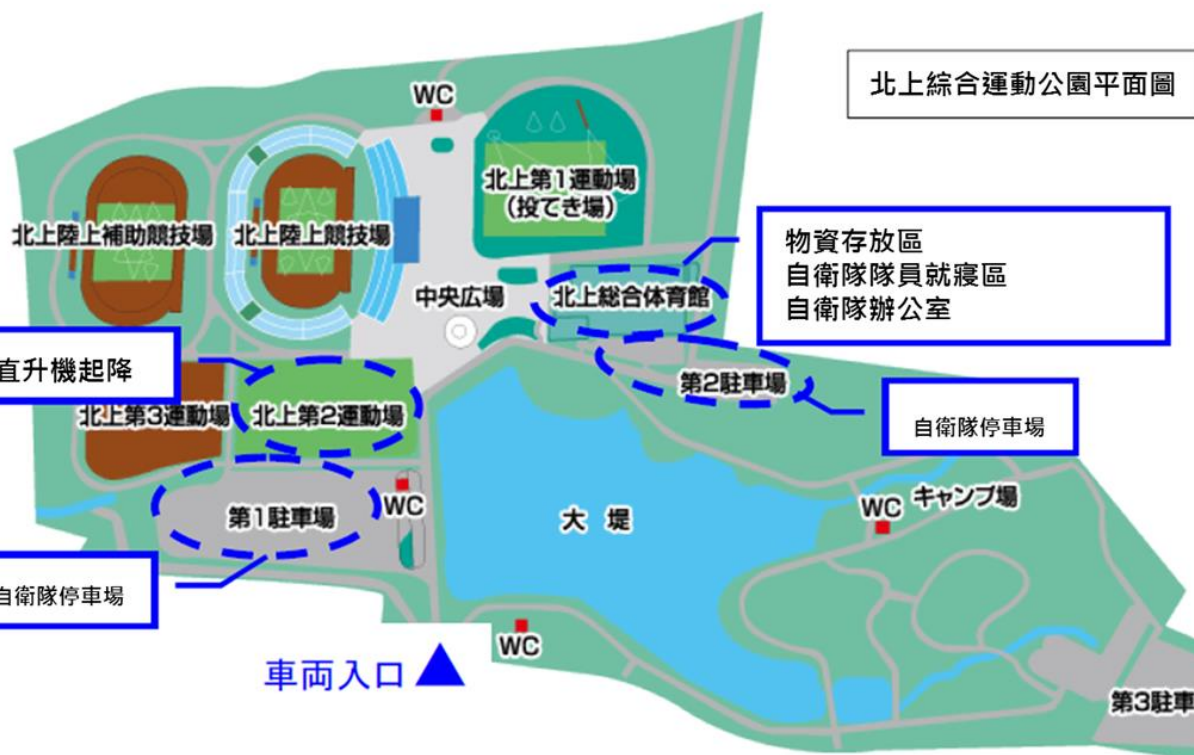 北上綜合運動公園平面圖
WC
北上第1運動場
(投てき場)
北上陸上補助競技場
北上陸上競技場
物資存放區
自衛隊隊員就寢區
自衛隊辦公室
中央広場
北上総合体育館
直升機起降
第2駐車場
北上第3運動場
北上第2運動場
自衛隊停車場
第1駐車場
WC
大 堤
WC
キャンプ場
自衛隊停車場
WC
車両入口
第3駐車